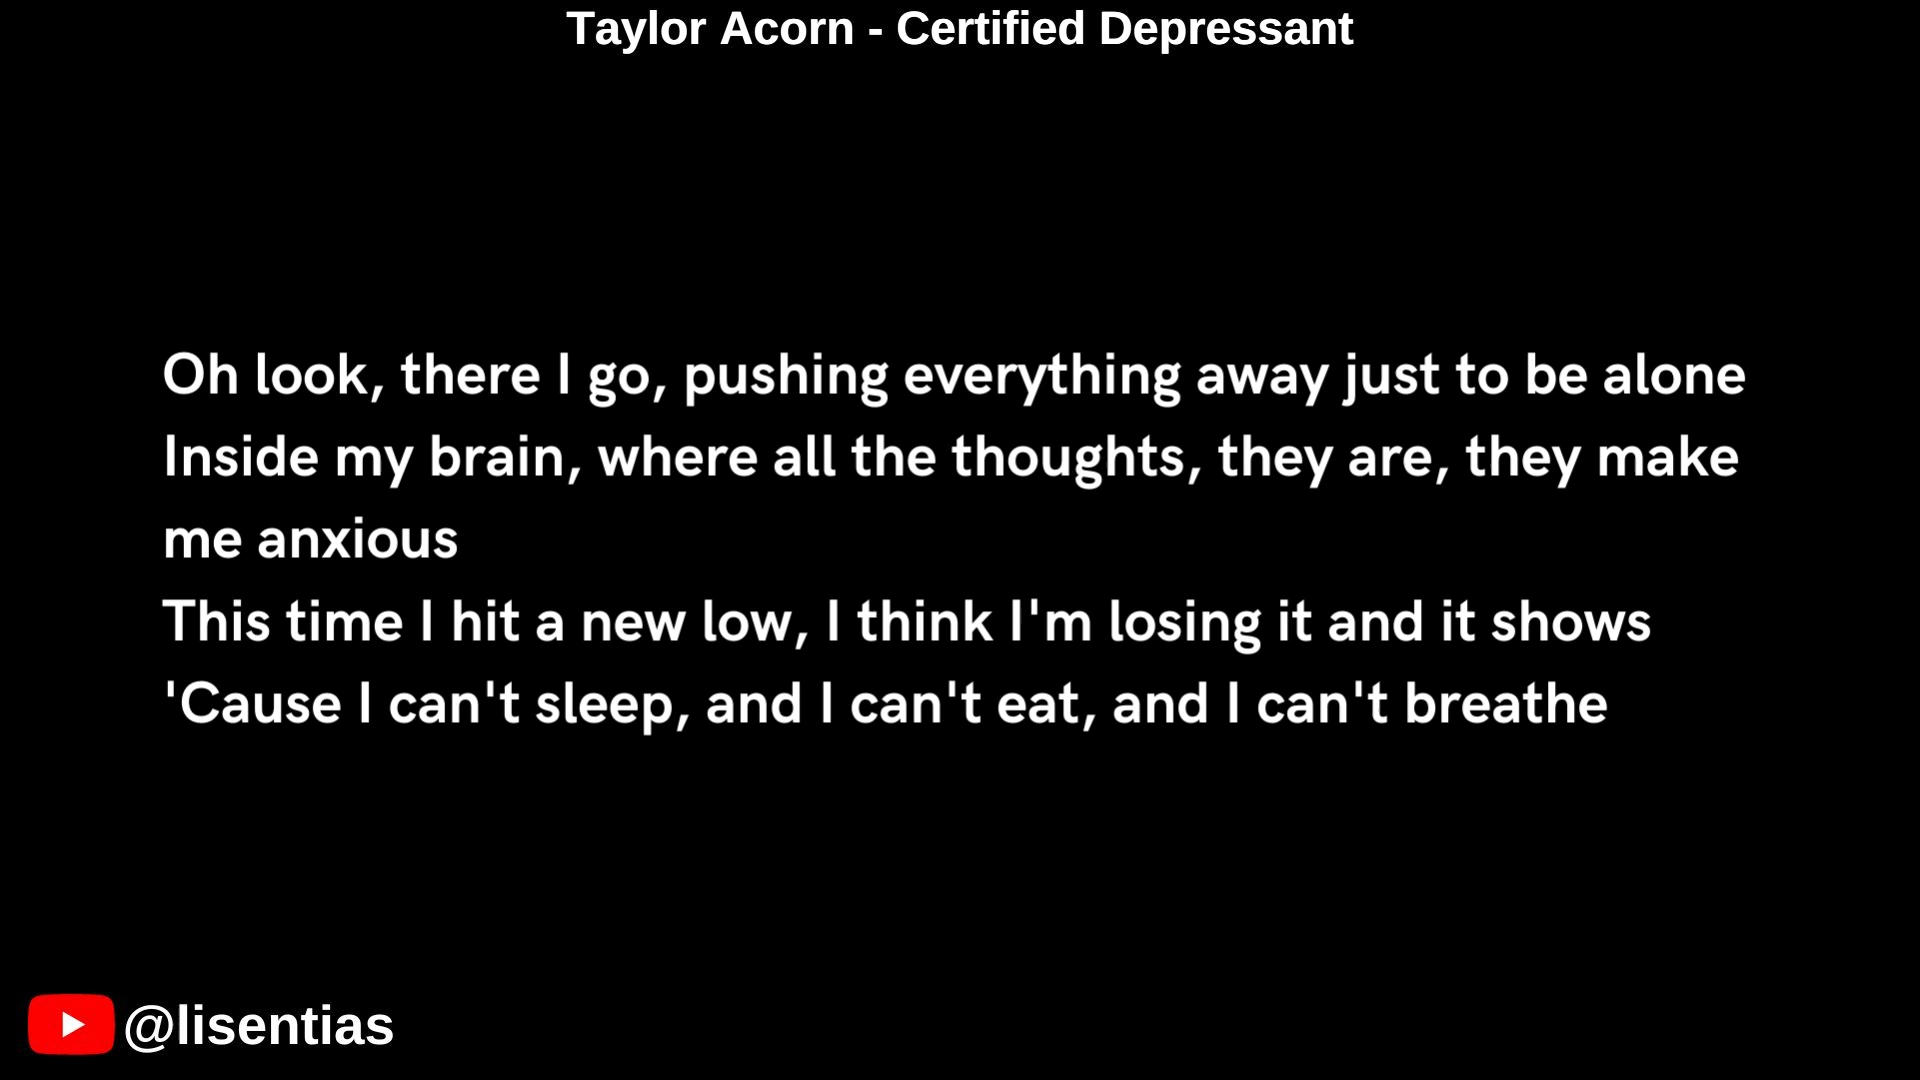 Taylor Acorn - Certified Depressant
Oh look, there I go, pushing everything away just to be alone
Inside my brain, where all the thoughts, they are, they make
me anxious
This time I hit a new low, I think I'm losing it and it shows
'Cause I can't sleep, and I can't eat, and I can't breathe
@lisentias